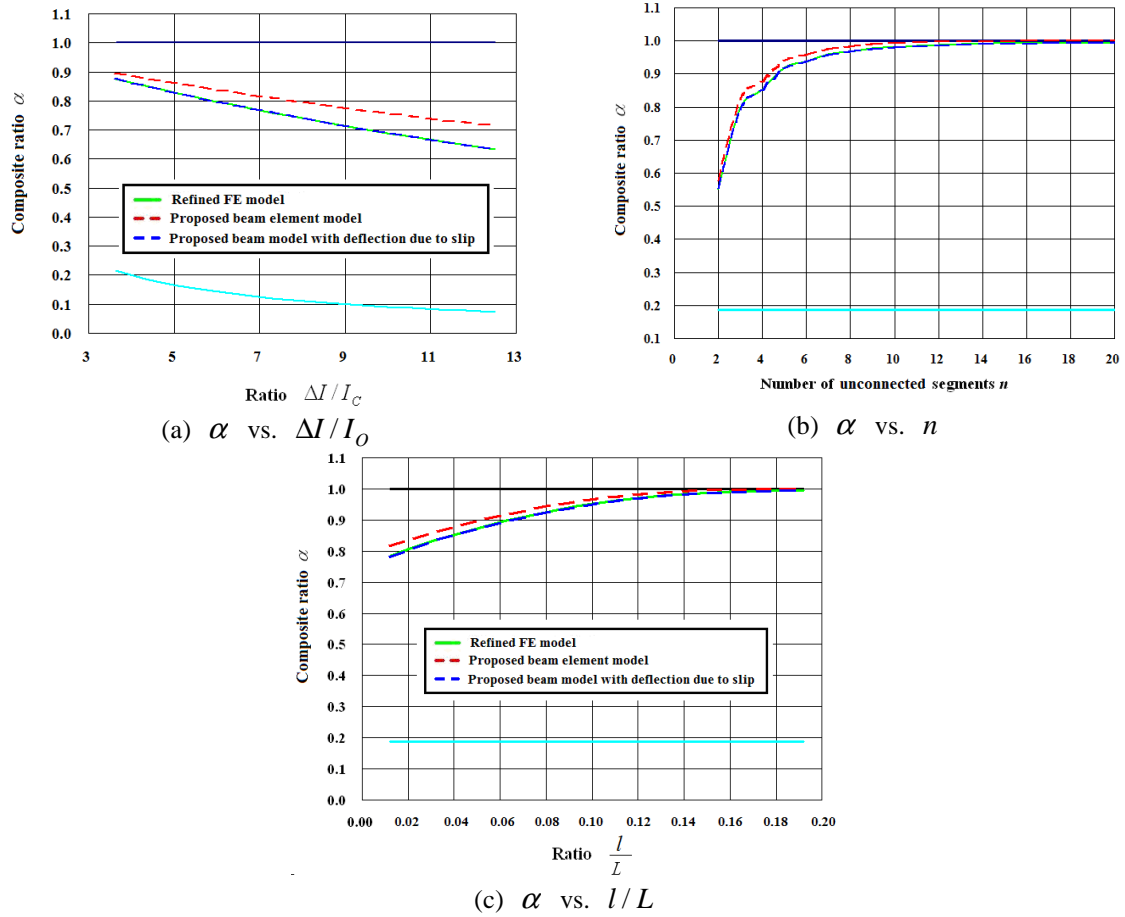 1.0
0.9
0.8
0.7
0.6
0.5
0.4
0.3
0.2
0.1
0.0
Composite ratio α
Refined FE model
Proposed beam element model
Proposed beam model with deflection due to slip
3 5 7 9 11 13
Ratio ΔI/I_C
(a) α vs. ΔI/I_O
1.1
1.0
0.9
0.8
0.7
0.6
0.5
0.4
0.3
0.2
0.1
Composite ratio α
0 2 4 6 8 10 12 14 16 18 20
Number of unconnected segments n
(b) α vs. n
1.1
1.0
0.9
0.8
0.7
0.6
0.5
0.4
0.3
0.2
0.1
0.0
Composite ratio α
Refined FE model
Proposed beam element model
Proposed beam model with deflection due to slip
0.00 0.02 0.04 0.06 0.08 0.10 0.12 0.14 0.16 0.18 0.20
Ratio l/L
(c) α vs. l/L